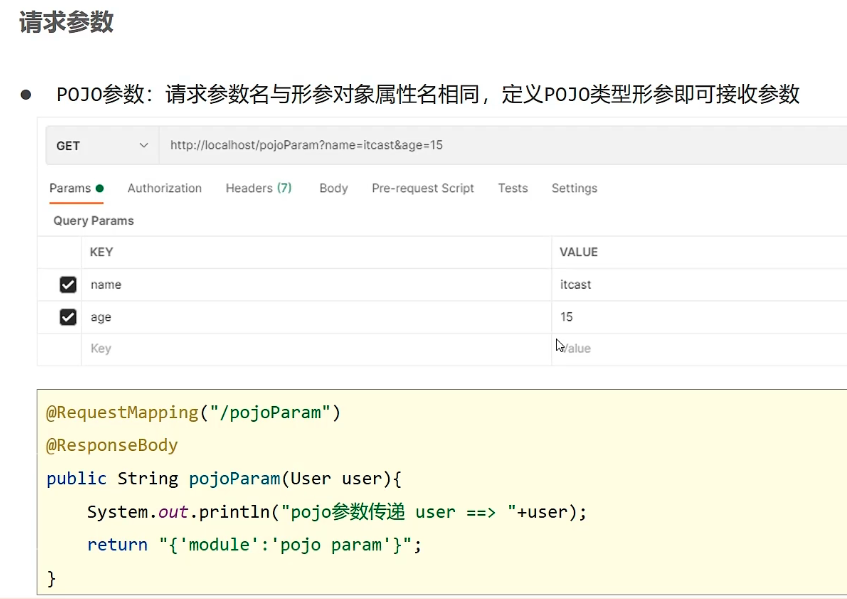 请求参数
● POJO参数：请求参数名与形参对象属性名相同，定义POJO类型形参即可接收参数
GET http://localhost/pojoParam?name=itcast&age=15
Params Authorization Headers (7) Body Pre-request Script Tests Settings
Query Params
KEY VALUE
name itcast
age 15
Key Value
@RequestMapping("/pojoParam")
@ResponseBody
public String pojoParam(User user){
    System.out.println("pojo参数传递 user ==> "+user);
    return "{'module':'pojo param'}";
}